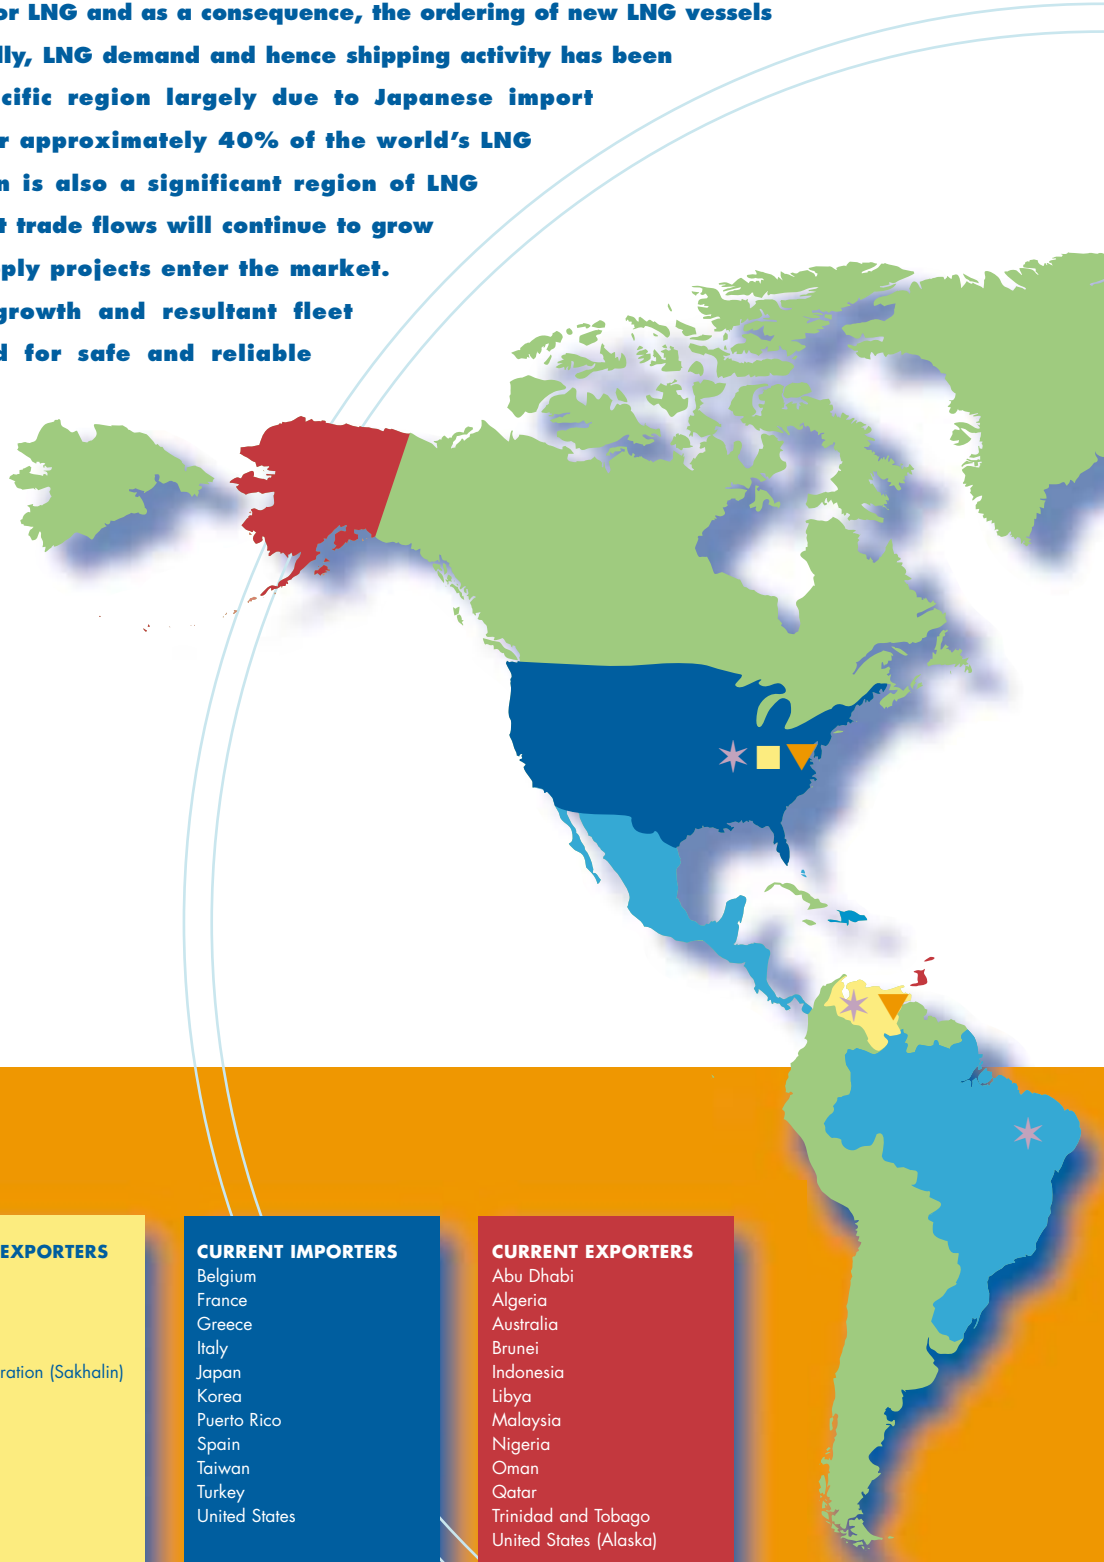 or LNG and as a consequence, the ordering of new LNG vessels
lly, LNG demand and hence shipping activity has been
cific region largely due to Japanese import
r approximately 40% of the world's LNG
n is also a significant region of LNG
t trade flows will continue to grow
ply projects enter the market.
growth and resultant fleet
d for safe and reliable
EXPORTERS
ration (Sakhalin)
CURRENT IMPORTERS
Belgium
France
Greece
Italy
Japan
Korea
Puerto Rico
Spain
Taiwan
Turkey
United States
CURRENT EXPORTERS
Abu Dhabi
Algeria
Australia
Brunei
Indonesia
Libya
Malaysia
Nigeria
Oman
Qatar
Trinidad and Tobago
United States (Alaska)